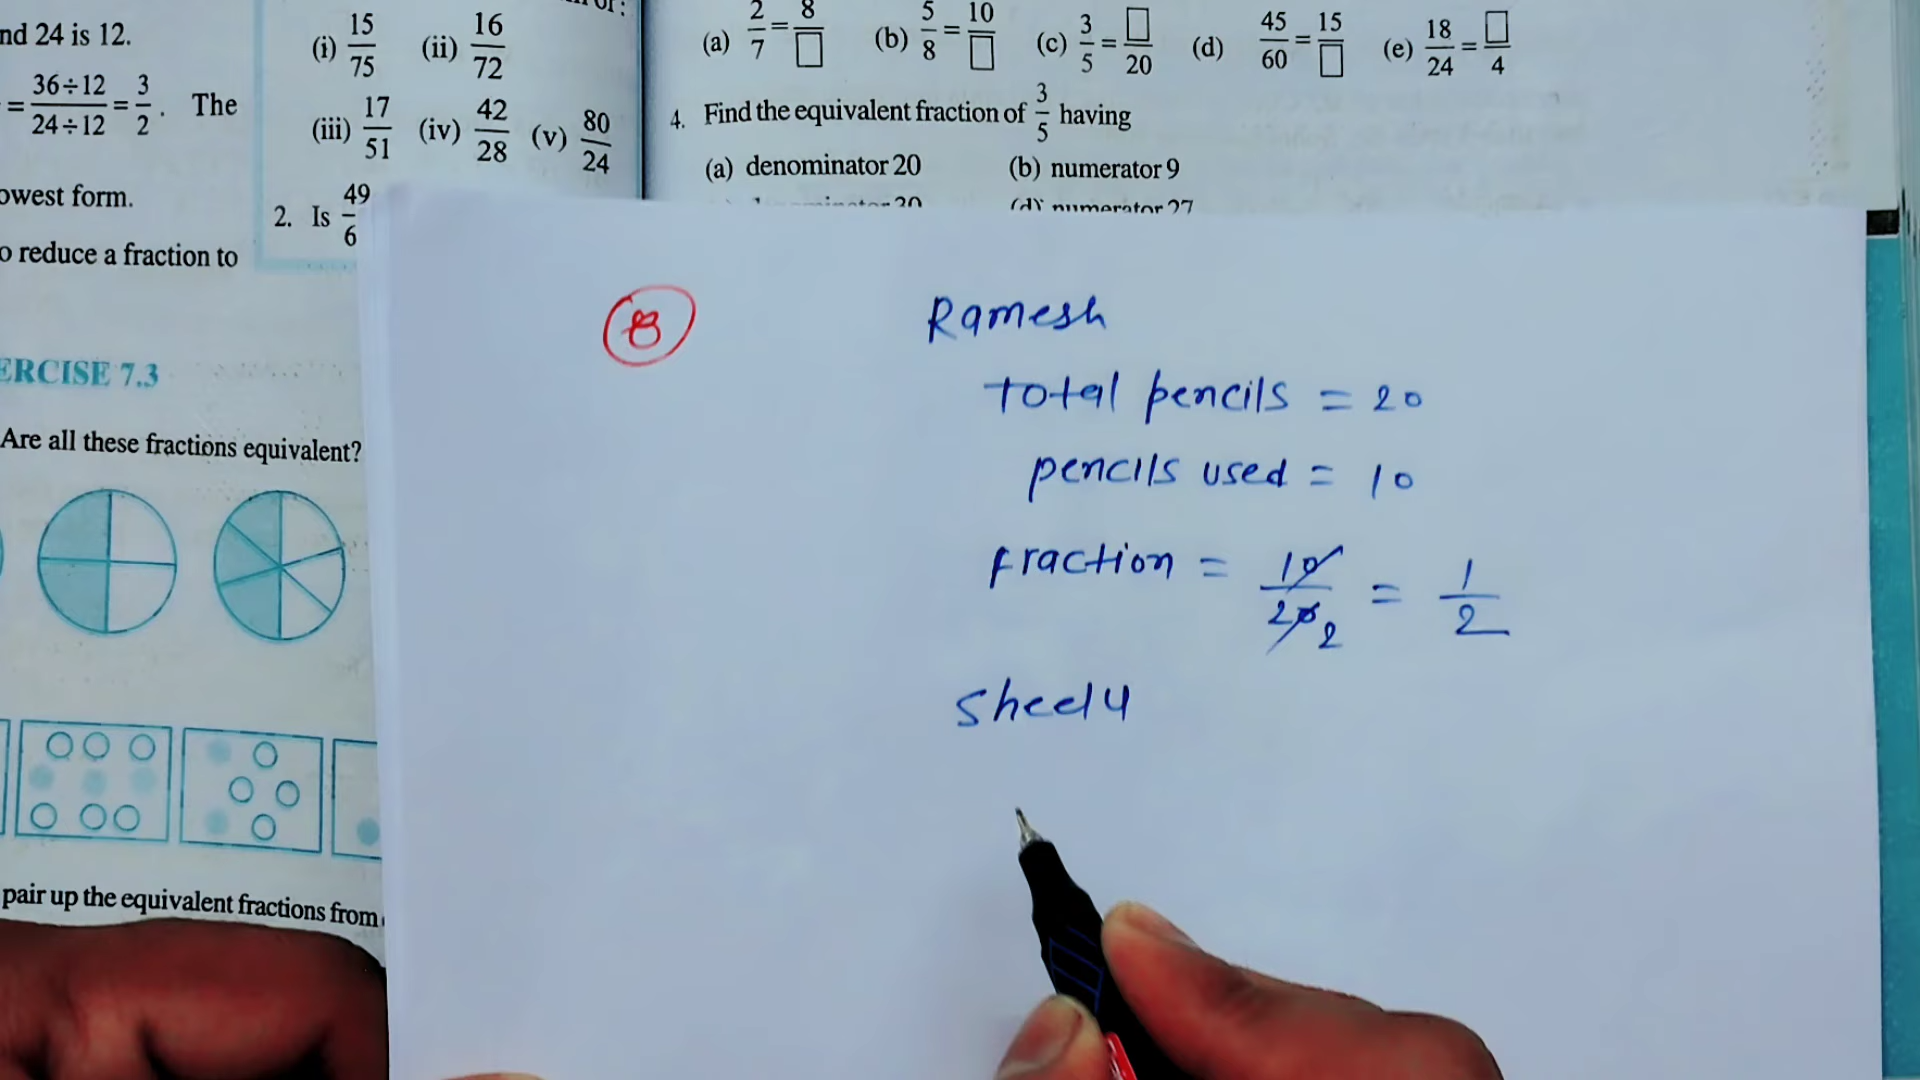 nd 24 is 12.
= 36÷12/24÷12 = 3/2 . The
owest form.
o reduce a fraction to
(i) 15/75 (ii) 16/72
(iii) 17/51 (iv) 42/28 (v) 80/24
2. Is 49/6
ERCISE 7.3
Are all these fractions equivalent?
pair up the equivalent fractions from
(a) 2/7 = 8/□ (b) 5/8 = 10/□ (c) 3/5 = □/20 (d) 45/60 = 15/□ (e) 18/24 = □/4
4. Find the equivalent fraction of 3/5 having
(a) denominator 20 (b) numerator 9
30 (d) numerator 27
8
Ramesh
total pencils = 20
pencils used = 10
fraction = 10/20 2 = 1/2
Sheelu